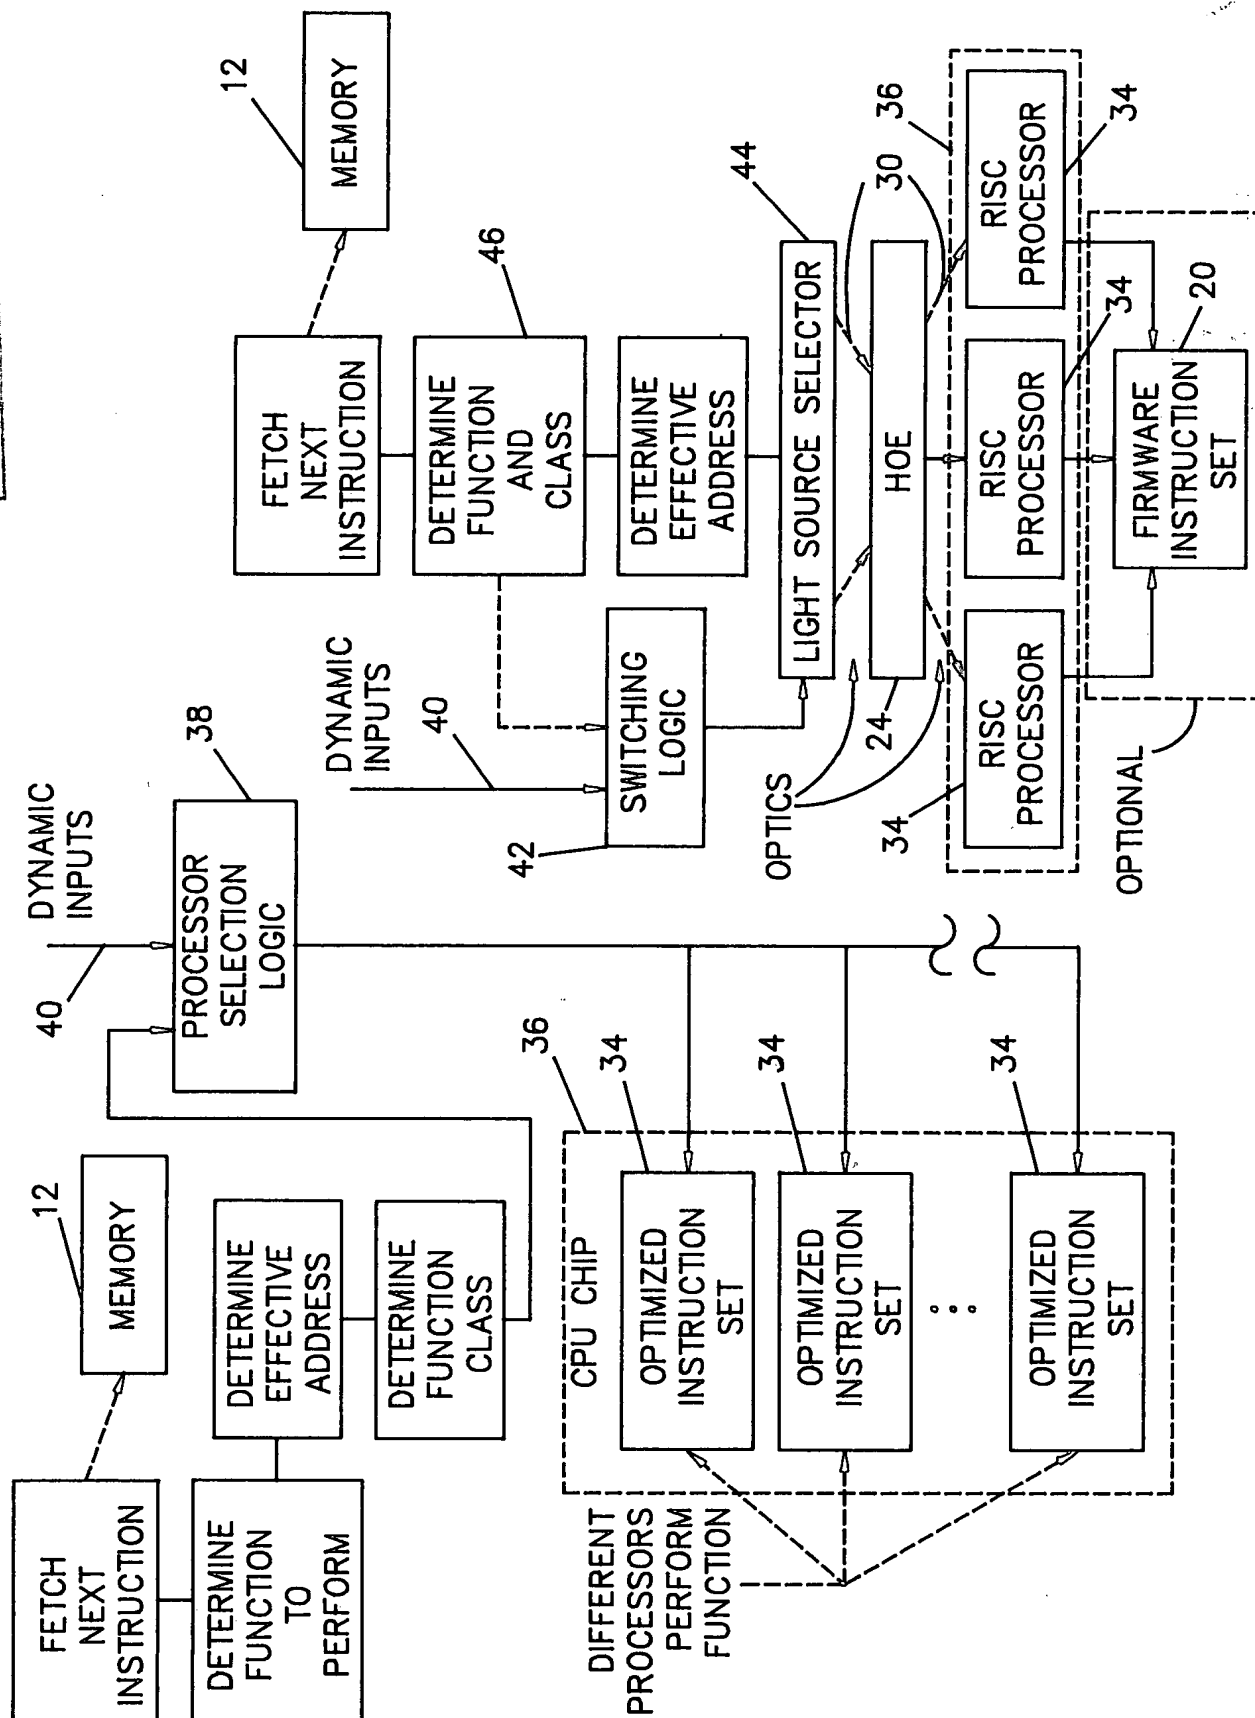 FETCH
NEXT
INSTRUCTION
12
MEMORY
DETERMINE
FUNCTION
TO
PERFORM
DETERMINE
EFFECTIVE
ADDRESS
DETERMINE
FUNCTION
CLASS
DYNAMIC
INPUTS
40
PROCESSOR
SELECTION
LOGIC
38
DIFFERENT
PROCESSORS
PERFORM
FUNCTION
CPU CHIP
36
OPTIMIZED
INSTRUCTION
SET
34
OPTIMIZED
INSTRUCTION
SET
34
OPTIMIZED
INSTRUCTION
SET
34
FETCH
NEXT
INSTRUCTION
12
MEMORY
DETERMINE
FUNCTION
AND
CLASS
46
DETERMINE
EFFECTIVE
ADDRESS
DYNAMIC
INPUTS
40
SWITCHING
LOGIC
42
LIGHT SOURCE SELECTOR
44
OPTICS
HOE
24
30
36
RISC
PROCESSOR
34
RISC
PROCESSOR
34
RISC
PROCESSOR
34
OPTIONAL
FIRMWARE
INSTRUCTION
SET
20